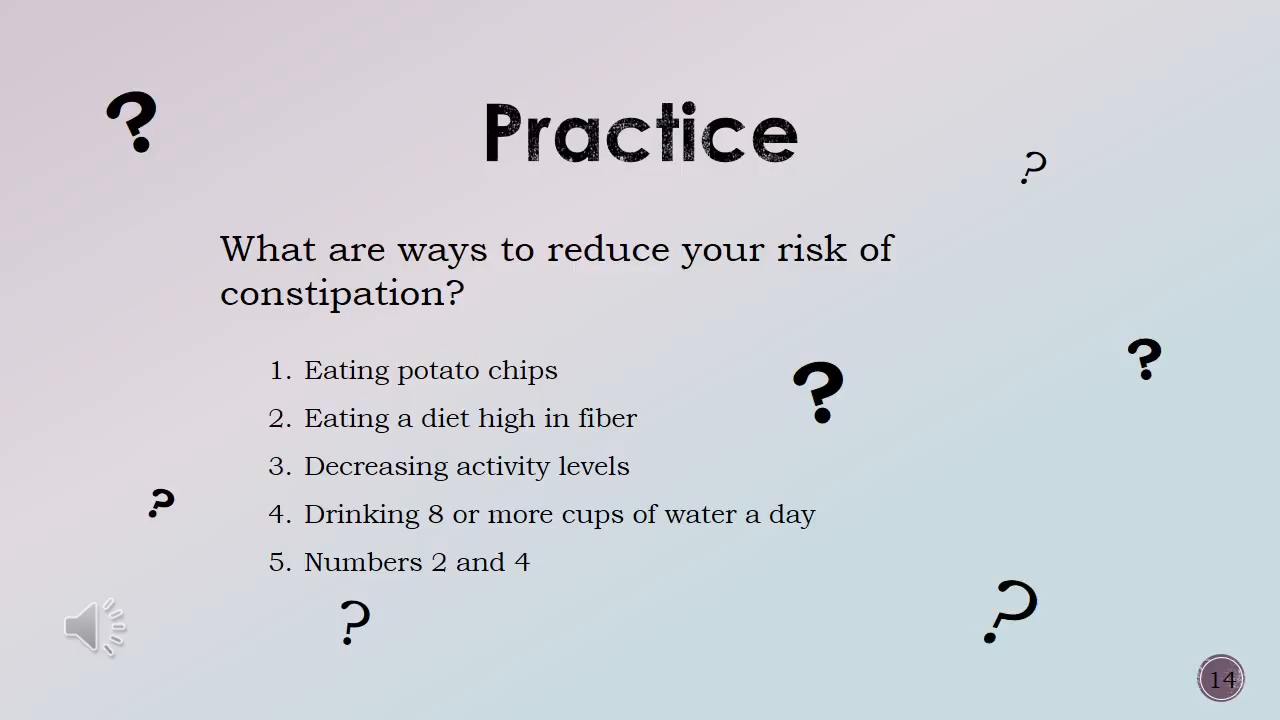 Practice
?
?
What are ways to reduce your risk of
constipation?
?
?
1. Eating potato chips
2. Eating a diet high in fiber
3. Decreasing activity levels
?
4. Drinking 8 or more cups of water a day
5. Numbers 2 and 4
?
?
14